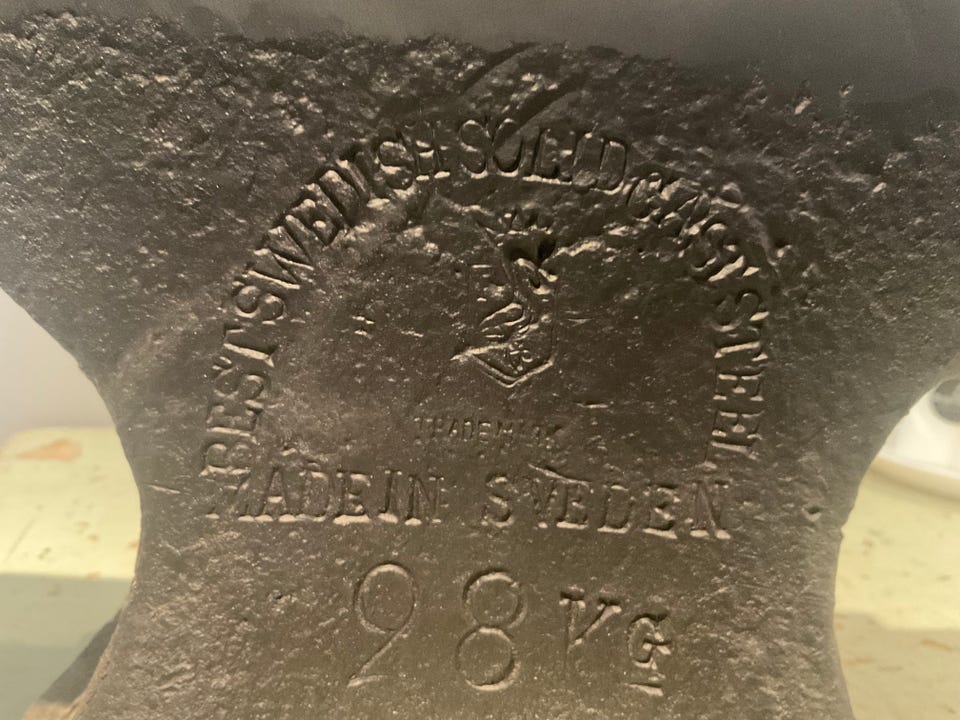 BEST SWEDISH SOLID CAST STEEL
TRADEMARK
MADE IN SWEDEN
98 KG